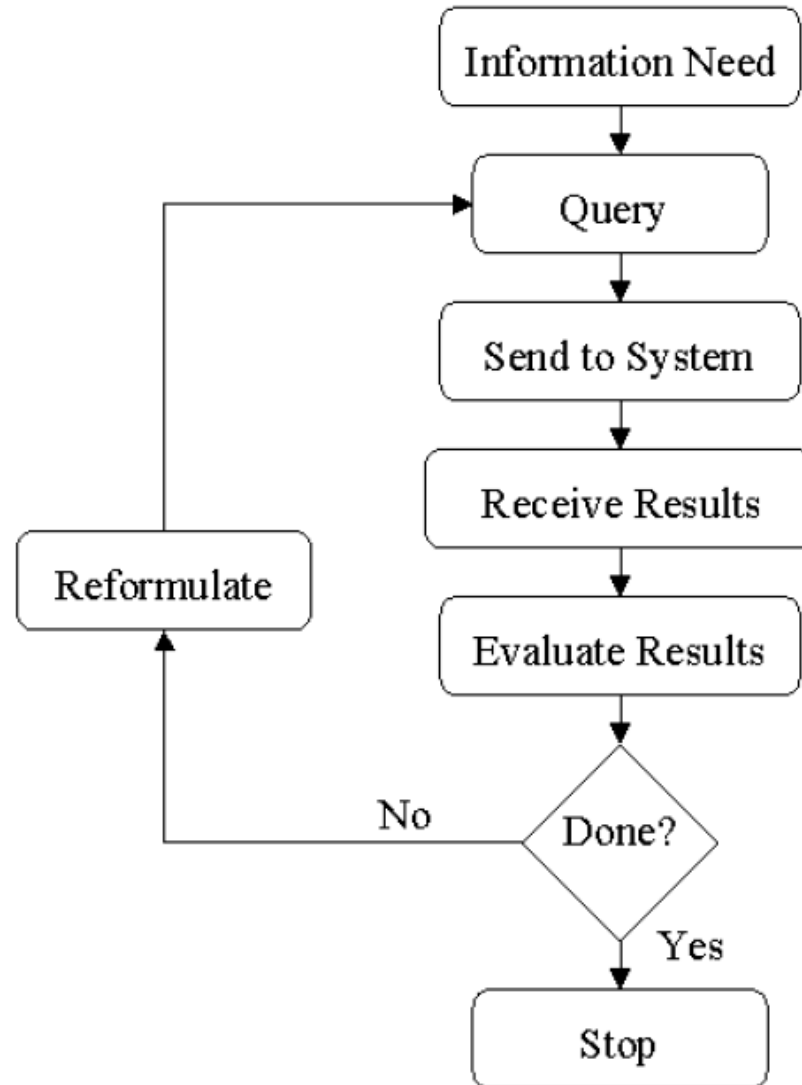 Information Need
Query
Send to System
Receive Results
Reformulate
Evaluate Results
No
Done?
Yes
Stop